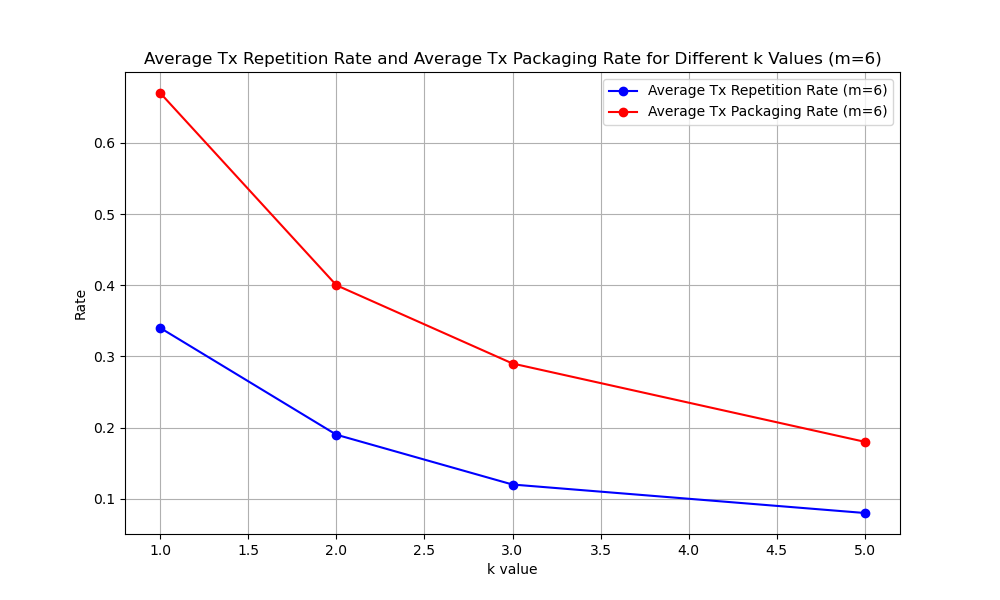 Average Tx Repetition Rate and Average Tx Packaging Rate for Different k Values (m=6)
Average Tx Repetition Rate (m=6)
Average Tx Packaging Rate (m=6)
0.6
0.5
0.4
0.3
0.2
0.1
Rate
1.0 1.5 2.0 2.5 3.0 3.5 4.0 4.5 5.0
k value